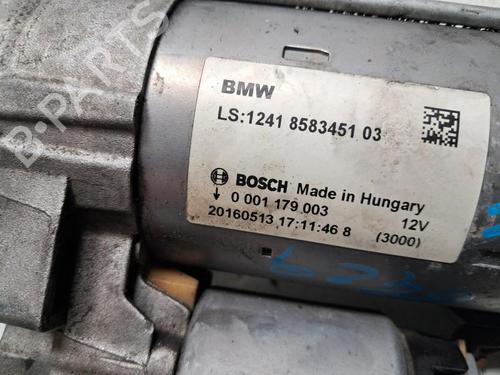 BMW
LS:1241 8583451 03
BOSCH Made in Hungary
0 001 179 003 12V
20160513 17:11:46 8 (3000)
B-Parts